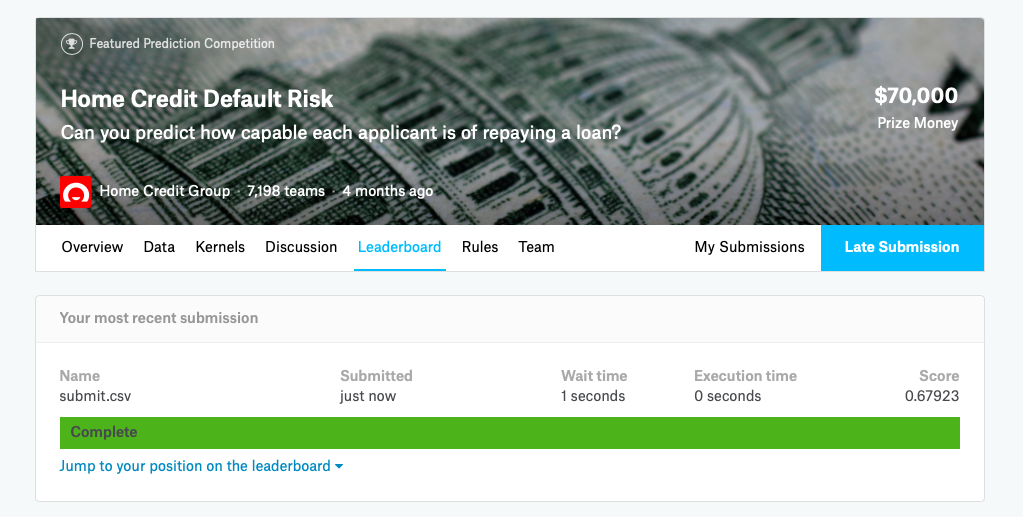 Featured Prediction Competition
Home Credit Default Risk
$70,000
Can you predict how capable each applicant is of repaying a loan?
Prize Money
Home Credit Group · 7,198 teams · 4 months ago
Overview Data Kernels Discussion Leaderboard Rules Team My Submissions Late Submission
Your most recent submission
Name Submitted Wait time Execution time Score
submit.csv just now 1 seconds 0 seconds 0.67923
Complete
Jump to your position on the leaderboard